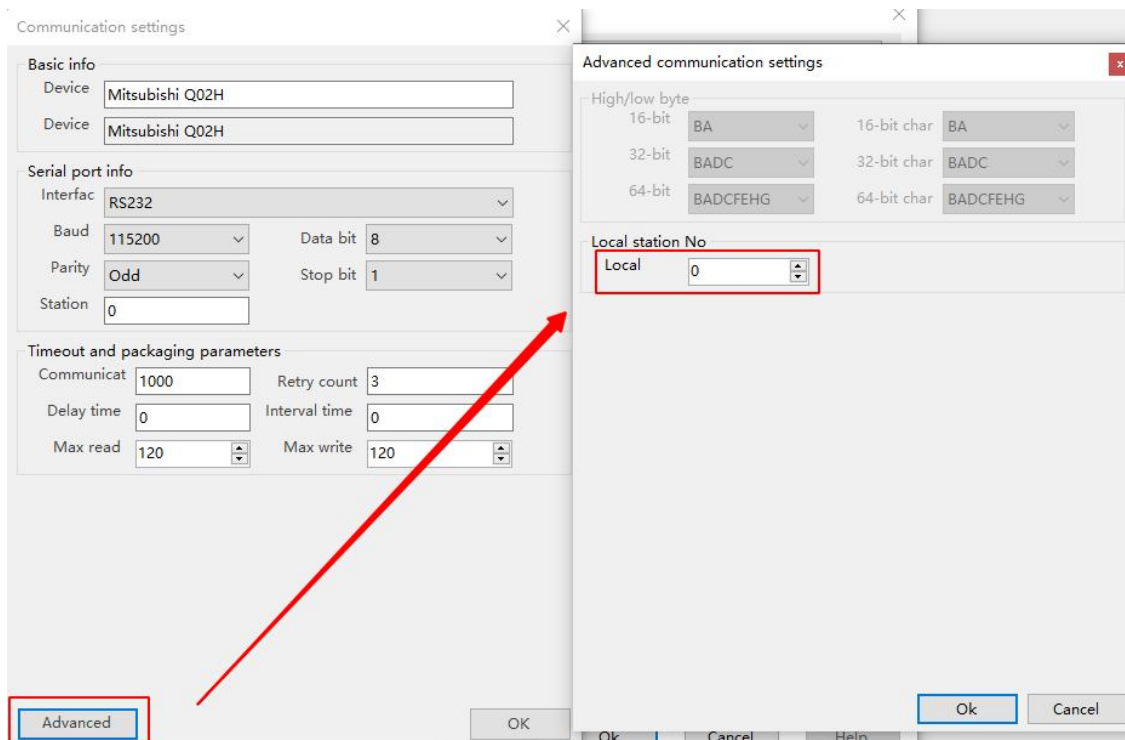 Communication settings
Basic info
Device Mitsubishi Q02H
Device Mitsubishi Q02H
Serial port info
Interfac RS232
Baud 115200 Data bit 8
Parity Odd Stop bit 1
Station 0
Timeout and packaging parameters
Communicat 1000 Retry count 3
Delay time 0 Interval time 0
Max read 120 Max write 120
Advanced OK
Advanced communication settings
High/low byte
16-bit BA 16-bit char BA
32-bit BADC 32-bit char BADC
64-bit BADCFEHG 64-bit char BADCFEHG
Local station No
Local 0
Ok Cancel
Ok Cancel Help